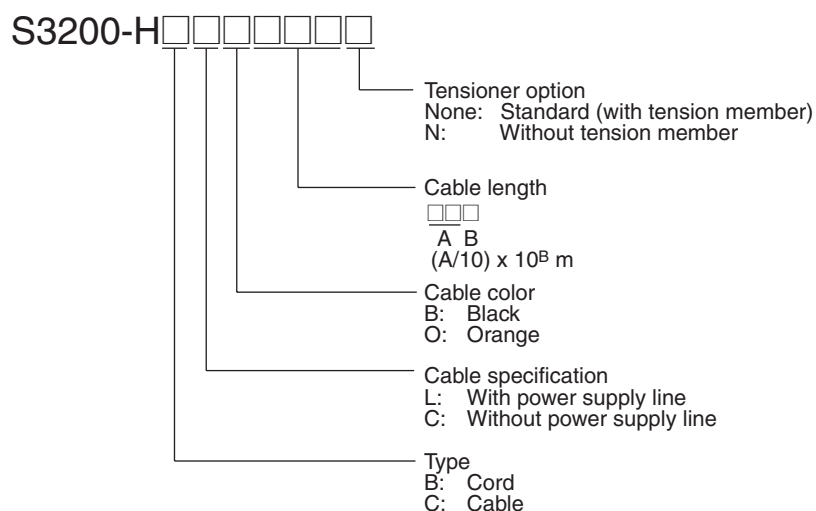 S3200-H□□□□□□□
Tensioner option
None: Standard (with tension member)
N: Without tension member
Cable length
□□□
A B
(A/10) x 10ᴮ m
Cable color
B: Black
O: Orange
Cable specification
L: With power supply line
C: Without power supply line
Type
B: Cord
C: Cable